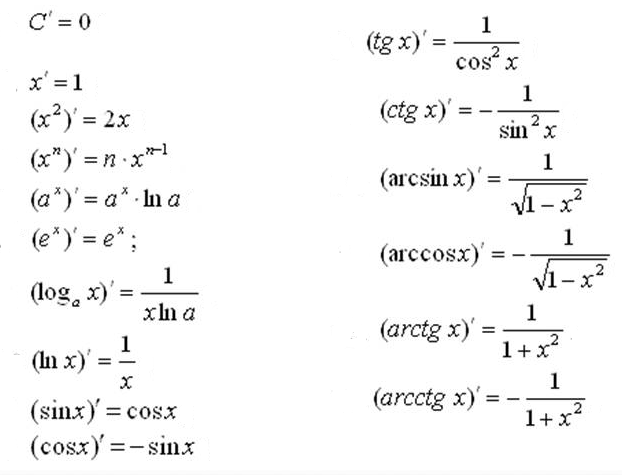 C′ = 0
x′ = 1
(x²)′ = 2x
(xⁿ)′ = n · xⁿ⁻¹
(aˣ)′ = aˣ · ln a
(eˣ)′ = eˣ ;
(logₐ x)′ = 1 / (x ln a)
(ln x)′ = 1 / x
(sinx)′ = cosx
(cosx)′ = − sinx
(tg x)′ = 1 / cos² x
(ctg x)′ = − 1 / sin² x
(arcsin x)′ = 1 / √(1 − x²)
(arccosx)′ = − 1 / √(1 − x²)
(arctg x)′ = 1 / (1 + x²)
(arcctg x)′ = − 1 / (1 + x²)